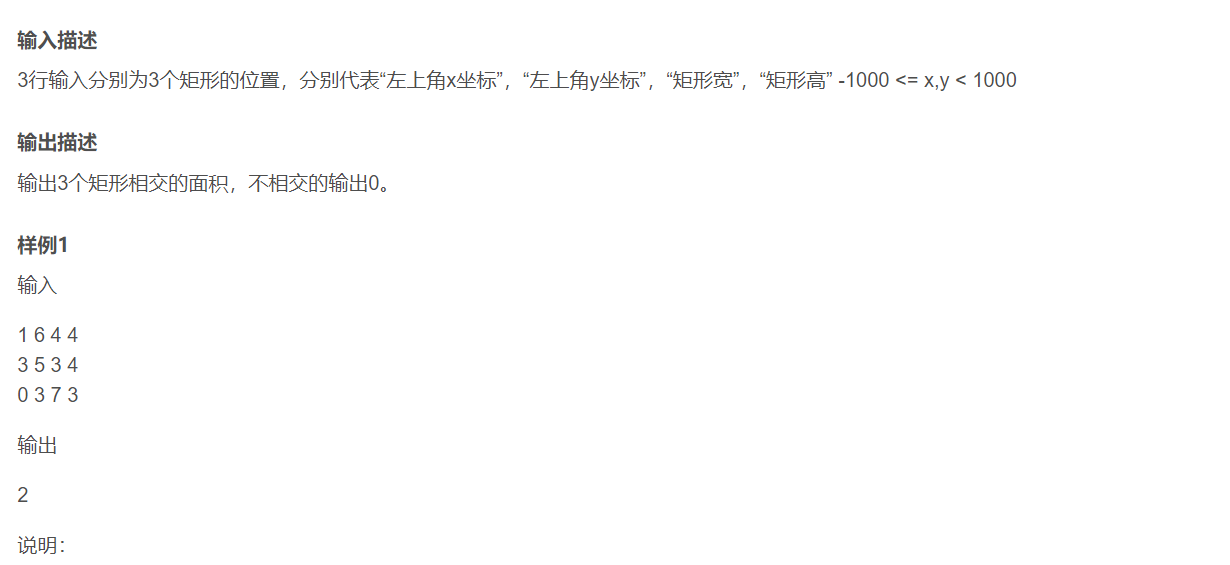 输入描述
3行输入分别为3个矩形的位置，分别代表“左上角x坐标”，“左上角y坐标”，“矩形宽”，“矩形高” -1000 <= x,y < 1000
输出描述
输出3个矩形相交的面积，不相交的输出0。
样例1
输入
1 6 4 4
3 5 3 4
0 3 7 3
输出
2
说明：